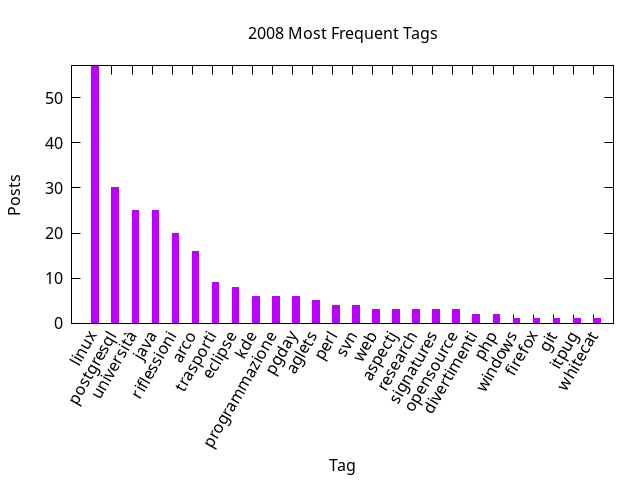 2008 Most Frequent Tags
Posts
50
40
30
20
10
0
linux
postgresql
università
java
riflessioni
arco
trasporti
eclipse
kde
programmazione
pgday
aglets
perl
svn
web
aspectj
research
signatures
opensource
divertimenti
php
windows
firefox
git
itpug
whitecat
Tag